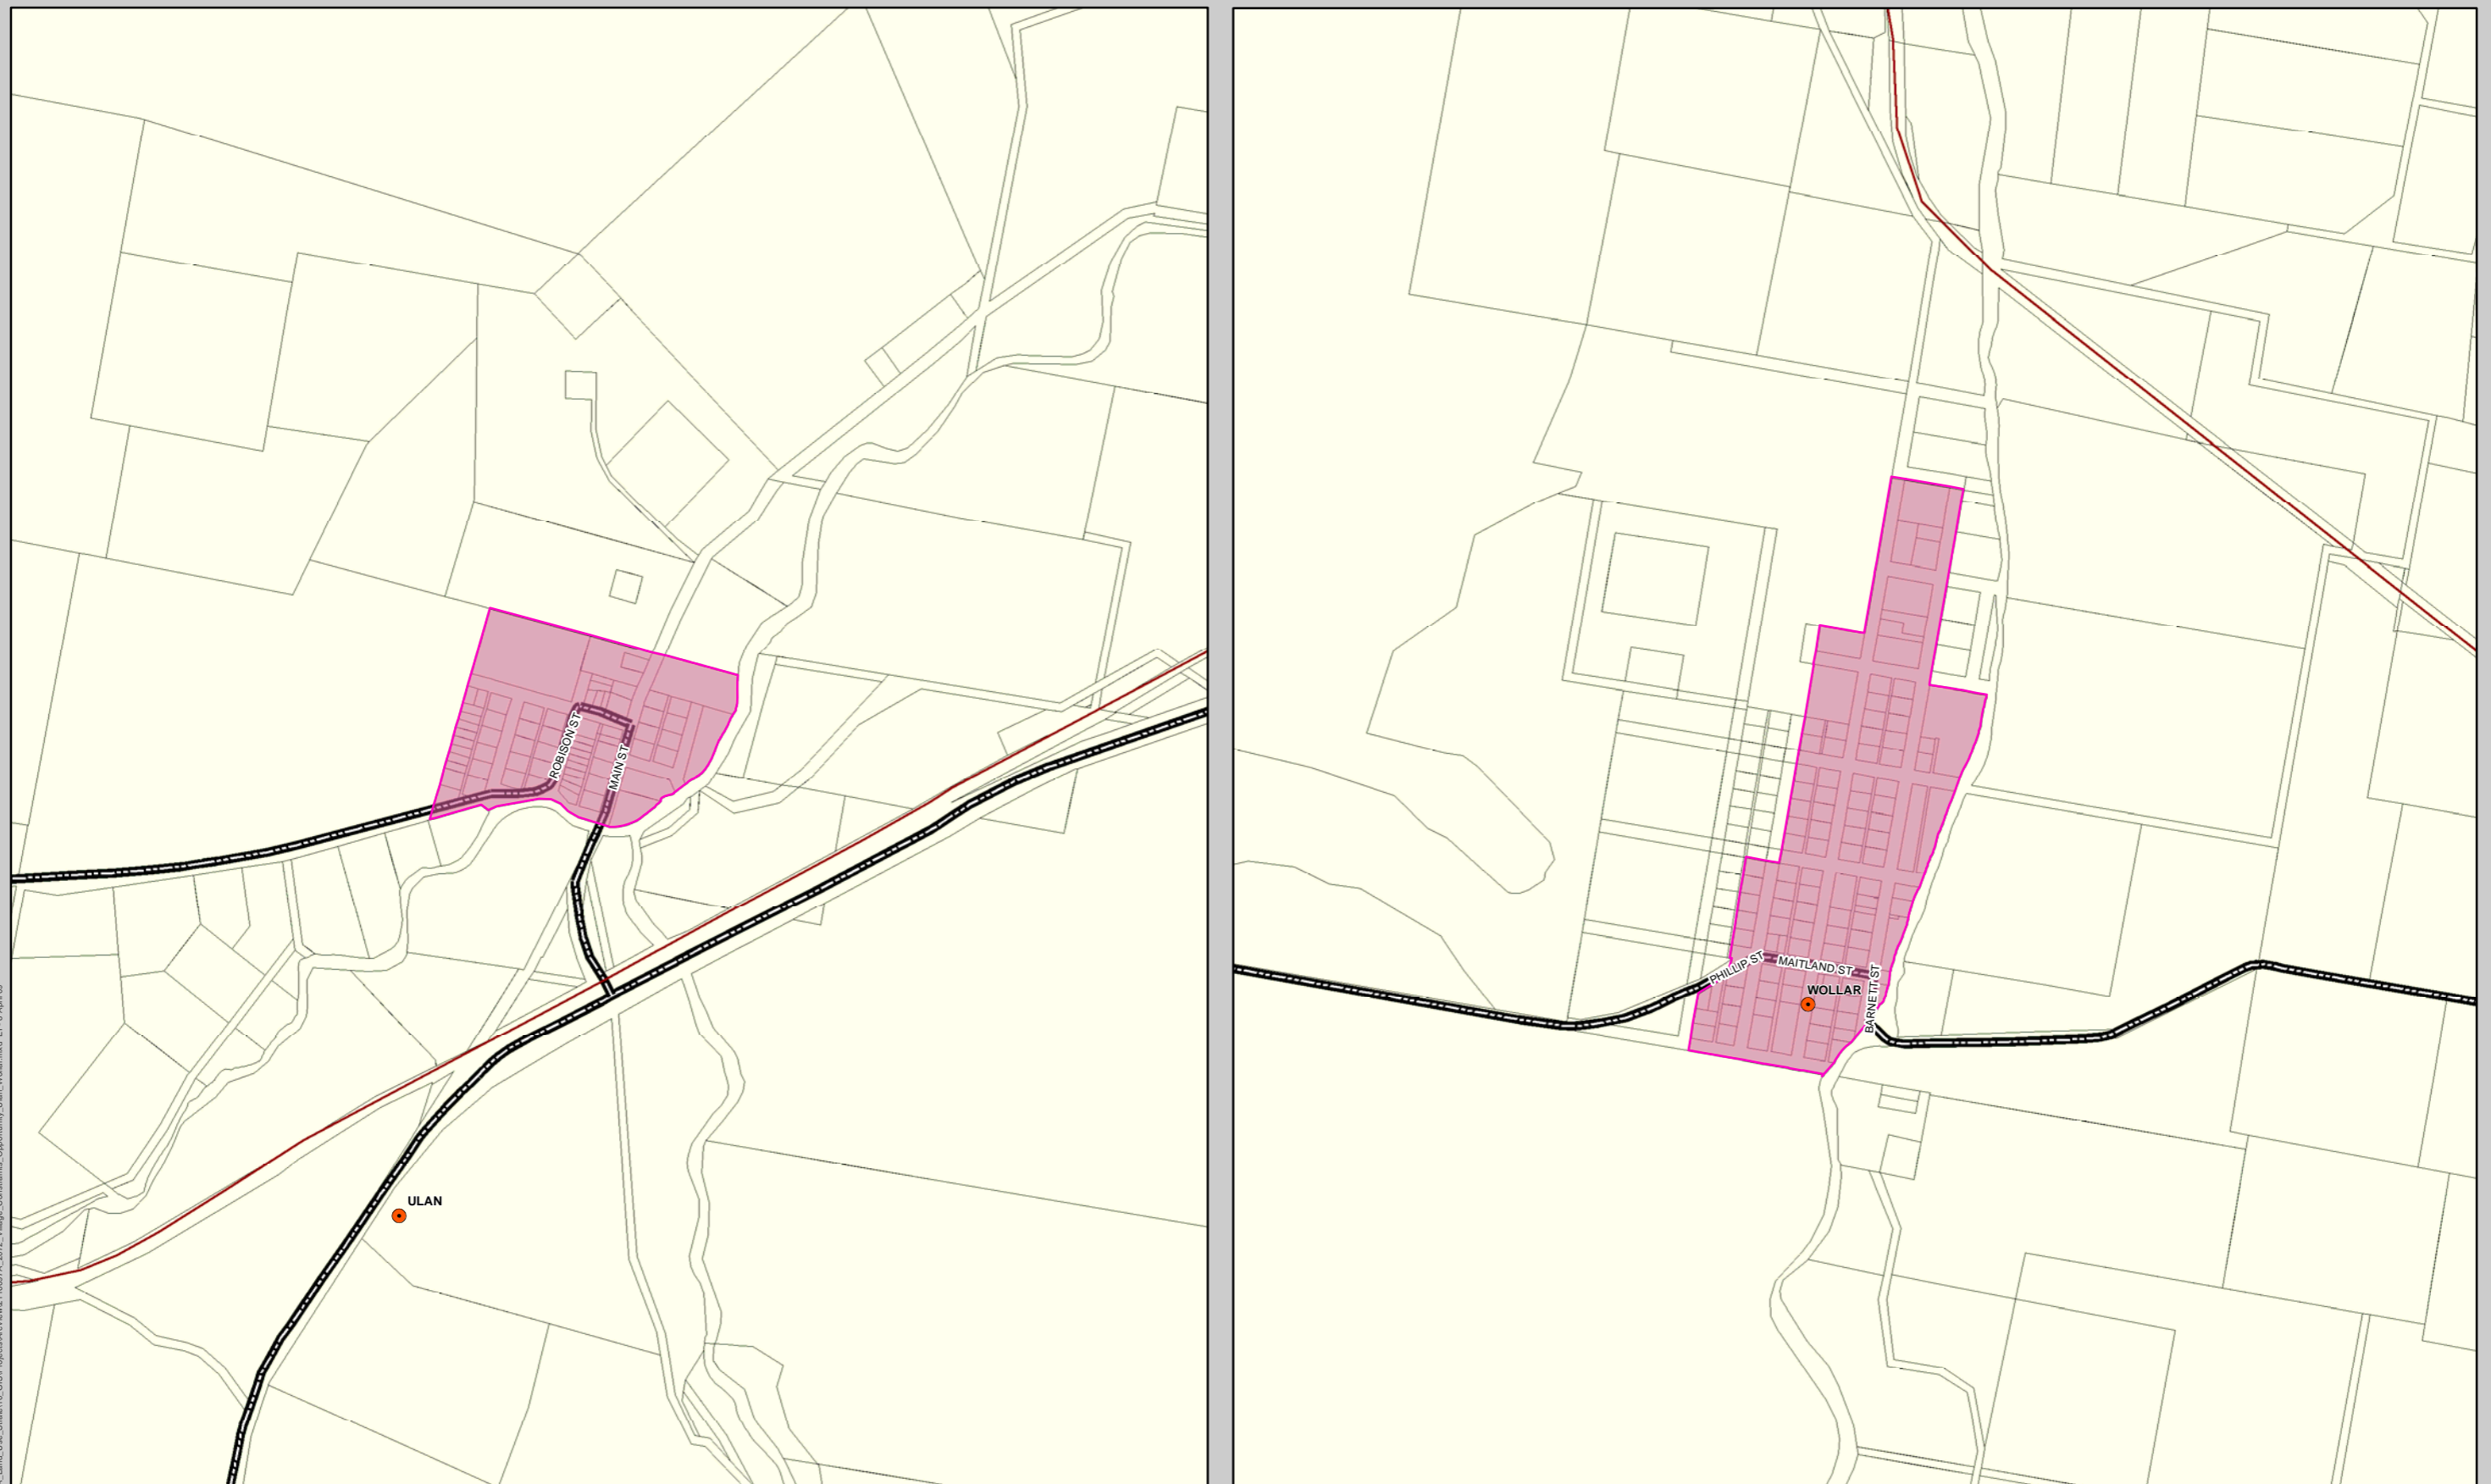 ROBISON ST
MAIN ST
ULAN
PHILLIP ST
MAITLAND ST
BARNETT ST
WOLLAR